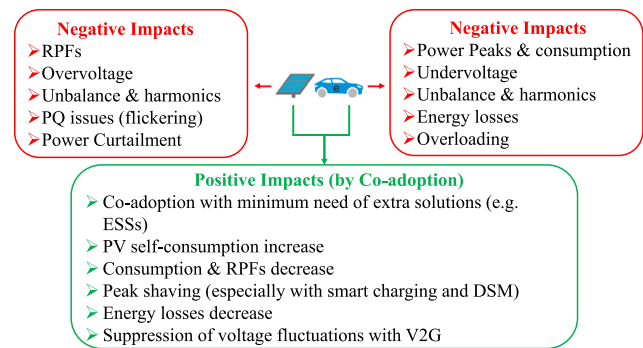 Negative Impacts
RPFs
Overvoltage
Unbalance & harmonics
PQ issues (flickering)
Power Curtailment
Negative Impacts
Power Peaks & consumption
Undervoltage
Unbalance & harmonics
Energy losses
Overloading
e
Positive Impacts (by Co-adoption)
Co-adoption with minimum need of extra solutions (e.g.
ESSs)
PV self-consumption increase
Consumption & RPFs decrease
Peak shaving (especially with smart charging and DSM)
Energy losses decrease
Suppression of voltage fluctuations with V2G